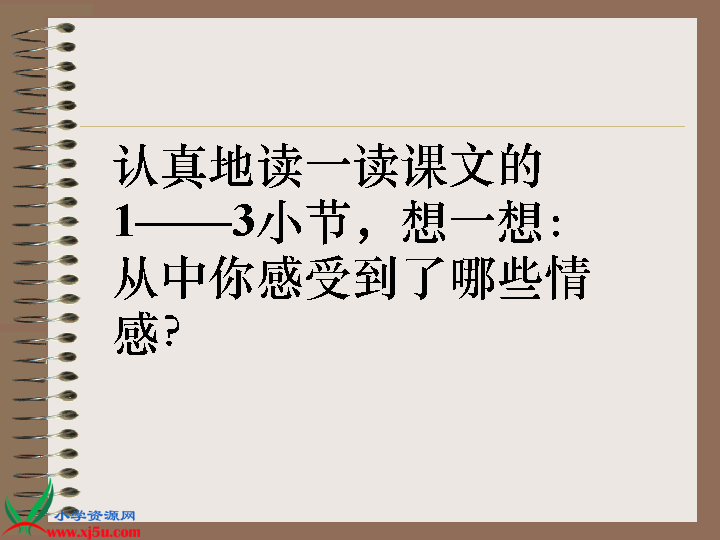 认真地读一读课文的
1——3小节，想一想：
从中你感受到了哪些情
感？
小学资源网
www.xj5u.com